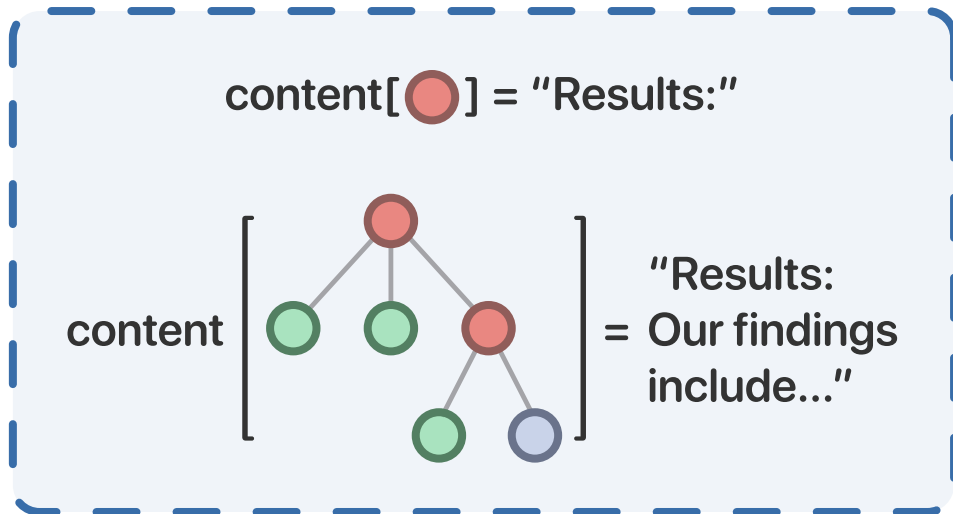 content[ ] = “Results:”
content [ ] = “Results:
Our findings
include...”